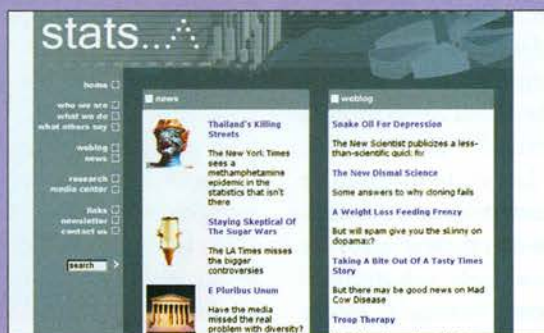 stats...
home
who we are
what we do
what others say
weblog
news
research
media center
links
newsletter
contact us
search >
news
Thailand's Killing
Streets
The New York Times
sees a
methamphetamine
epidemic in the
statistics that isn't
there
Staying Skeptical Of
The Sugar Wars
The LA Times misses
the bigger
controversies
E Pluribus Unum
Have the media
missed the real
problem with diversity?
weblog
Snake Oil For Depression
The New Scientist publicizes a less-
than-scientific quick fix
The New Dismal Science
Some answers to why cloning fails
A Weight Loss Feeding Frenzy
But will spam give you the skinny on
dopamax?
Taking A Bite Out Of A Tasty Times
Story
But there may be good news on Mad
Cow Disease
Troop Therapy